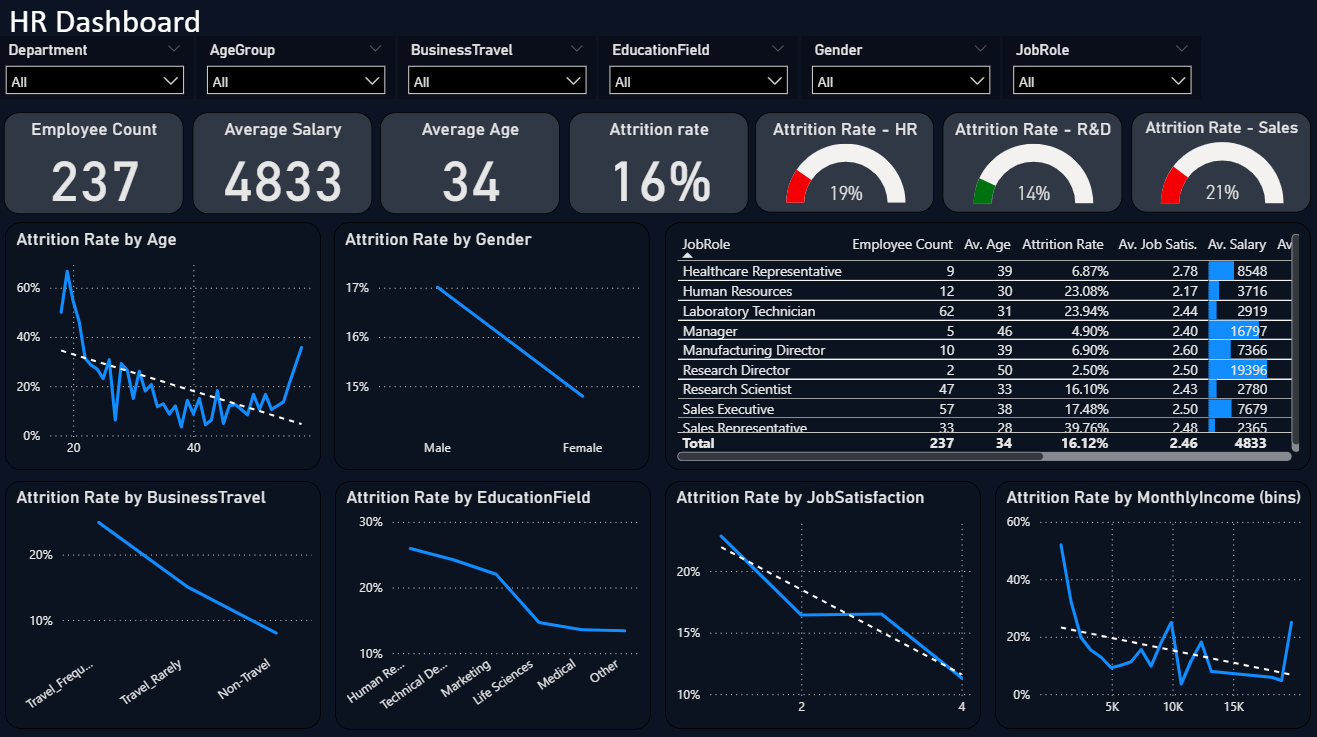 HR Dashboard
Department AgeGroup BusinessTravel EducationField Gender JobRole
All All All All All All
Employee Count Average Salary Average Age Attrition rate Attrition Rate - HR Attrition Rate - R&D Attrition Rate - Sales
237 4833 34 16% 19% 14% 21%
Attrition Rate by Age
60%
40%
20%
0%
20 40
Attrition Rate by Gender
17%
16%
16%
15%
Male Female
JobRole Employee Count Av. Age Attrition Rate Av. Job Satis. Av. Salary Av
Healthcare Representative 9 39 6.87% 2.78 8548
Human Resources 12 30 23.08% 2.17 3716
Laboratory Technician 62 31 23.94% 2.44 2919
Manager 5 46 4.90% 2.40 16797
Manufacturing Director 10 39 6.90% 2.60 7366
Research Director 2 50 2.50% 2.50 19396
Research Scientist 47 33 16.10% 2.43 2780
Sales Executive 57 38 17.48% 2.50 7679
Sales Representative 33 28 39.76% 2.48 2365
Total 237 34 16.12% 2.46 4833
Attrition Rate by BusinessTravel
20%
10%
Travel_Frequ... Travel_Rarely Non-Travel
Attrition Rate by EducationField
30%
20%
10%
Human Re... Technical De... Marketing Life Sciences Medical Other
Attrition Rate by JobSatisfaction
20%
15%
10%
2 4
Attrition Rate by MonthlyIncome (bins)
60%
40%
20%
0%
5K 10K 15K